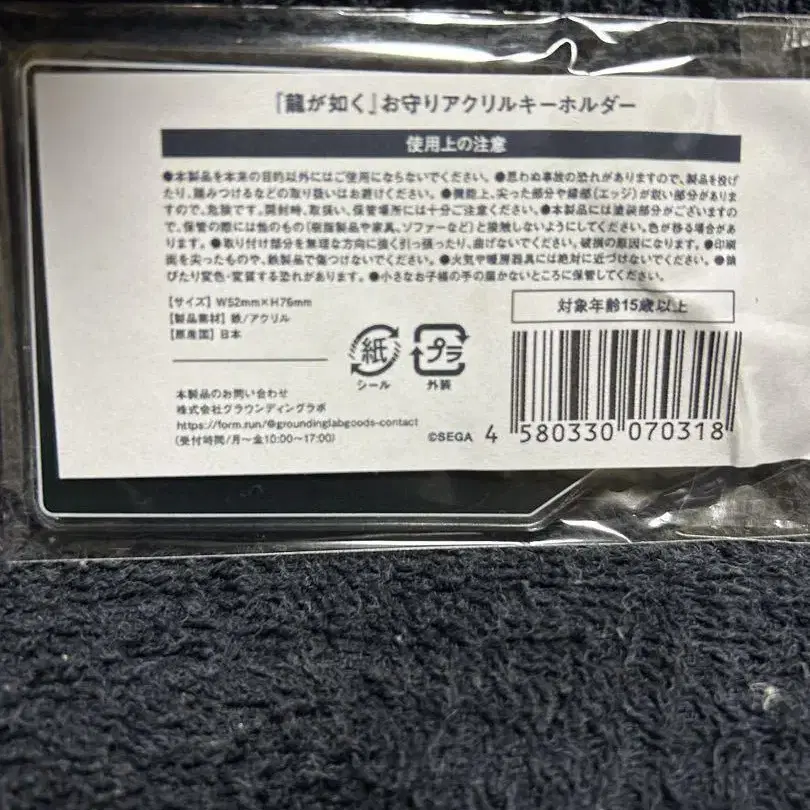 『龍が如く』お守りアクリルキーホルダー
使用上の注意
●本製品を本来の目的以外にはご使用にならないでください。●思わぬ事故の恐れがありますので、製品を投げ
たり、踏みつけるなどの取り扱いはお避けください。●機能上、尖った部分や縁部(エッジ)が鋭い部分がありま
すので、危険です。開封時、取扱い、保管場所には十分ご注意ください。●本製品には塗装部分がございますの
で、保管の際には他のもの(樹脂製品や家具、ソファーなど)と接触しないようにしてください。色が移る場合があ
ります。●取り付け部分を無理な方向に強く引っ張ったり、曲げないでください。破損の原因になります。●印刷
面を尖ったものや、鉄製品で傷つけないでください。●火気や暖房器具には絶対に近づけないでください。●錆
びたり変色・変質する恐れがあります。●小さなお子様の手の届かないところに保管してください。
【サイズ】W52mm×H76mm
【製品素材】鉄/アクリル
【原産国】日本
対象年齢15歳以上
紙
シール
プラ
外装
本製品のお問い合わせ
株式会社グラウンディングラボ
https://form.run/@groundinglabgoods-contact
(受付時間/月〜金10:00〜17:00)
©SEGA
4 580330 070318